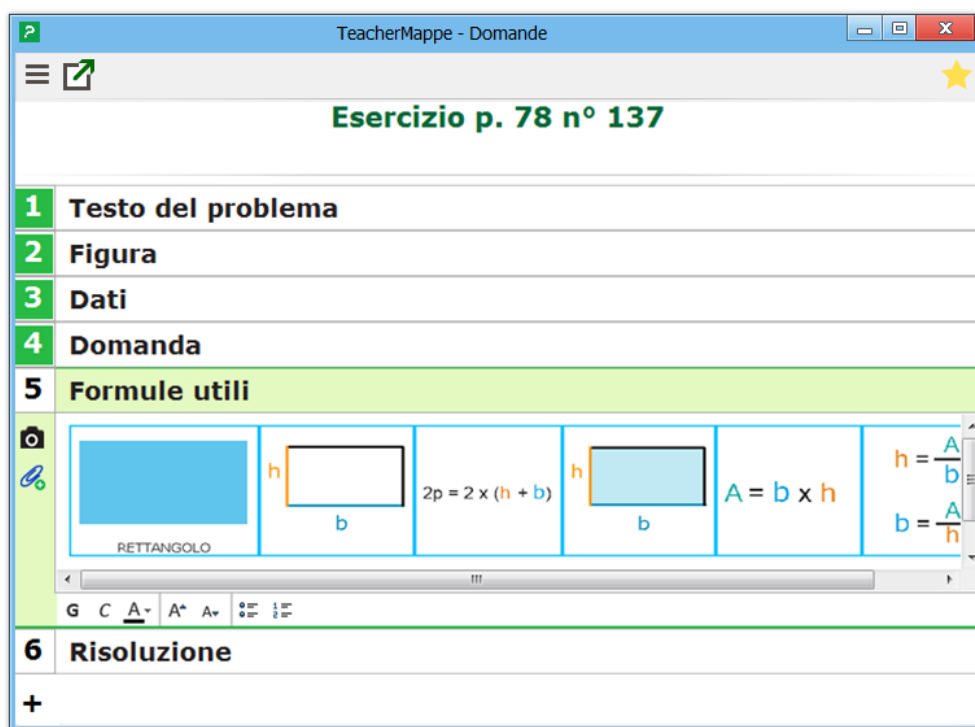 TeacherMappe - Domande
Esercizio p. 78 n° 137
1 Testo del problema
2 Figura
3 Dati
4 Domanda
5 Formule utili
RETTANGOLO
h
b
2p = 2 x (h + b)
h
b
A = b x h
h = A/b
b = A/h
G C A A A
6 Risoluzione
+